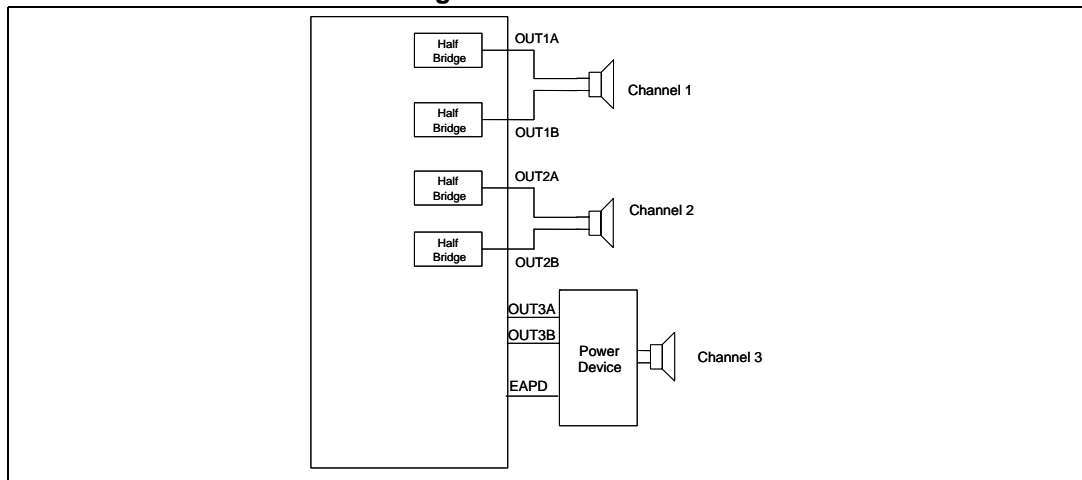 Half
Bridge
OUT1A
Channel 1
Half
Bridge
OUT1B
Half
Bridge
OUT2A
Channel 2
Half
Bridge
OUT2B
OUT3A
OUT3B
Power
Device
Channel 3
EAPD